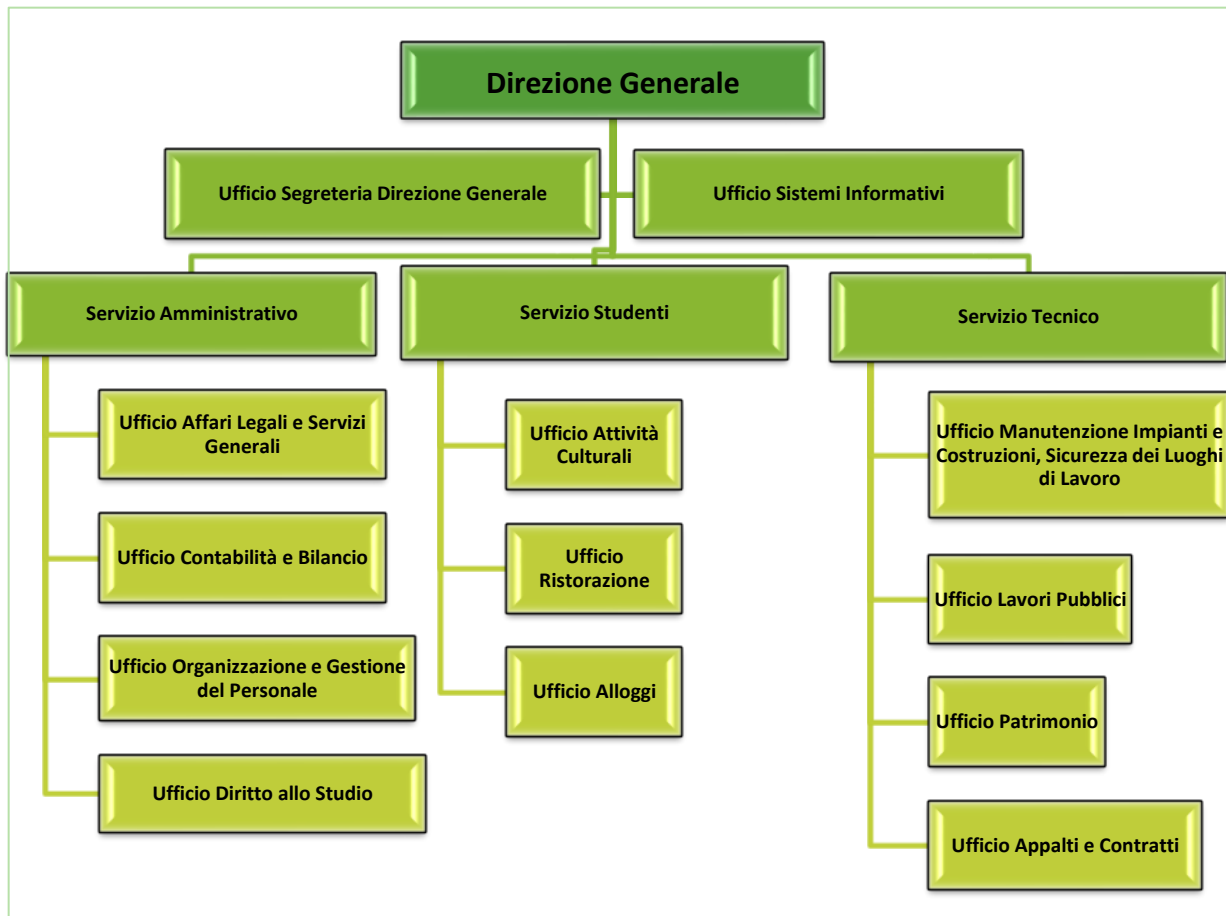 Direzione Generale
Ufficio Segreteria Direzione Generale
Ufficio Sistemi Informativi
Servizio Amministrativo
Servizio Studenti
Servizio Tecnico
Ufficio Affari Legali e Servizi
Generali
Ufficio Contabilità e Bilancio
Ufficio Organizzazione e Gestione
del Personale
Ufficio Diritto allo Studio
Ufficio Attività
Culturali
Ufficio
Ristorazione
Ufficio Alloggi
Ufficio Manutenzione Impianti e
Costruzioni, Sicurezza dei Luoghi
di Lavoro
Ufficio Lavori Pubblici
Ufficio Patrimonio
Ufficio Appalti e Contratti